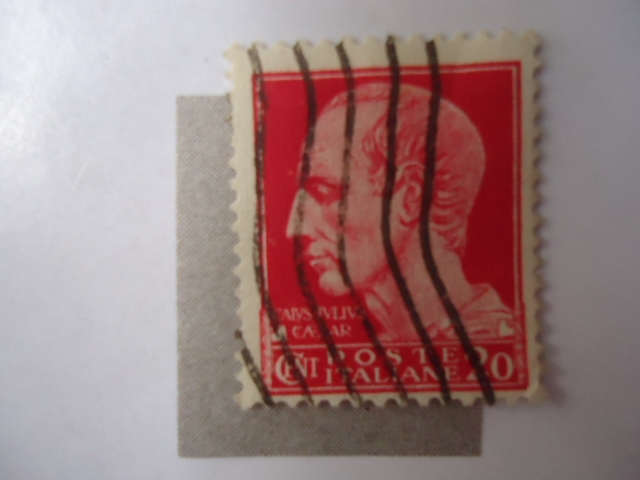 CAIVS IVLIVS
CAESAR
CENT POSTE ITALIANE 20